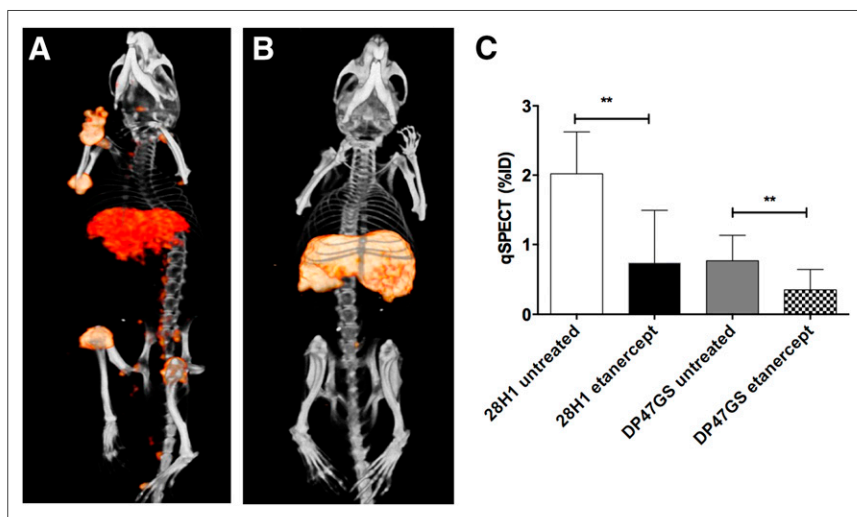 A
B
C
3
2
1
0
qSPECT (%ID)
**
**
28H1 untreated
28H1 etanercept
DP47GS untreated
DP47GS etanercept